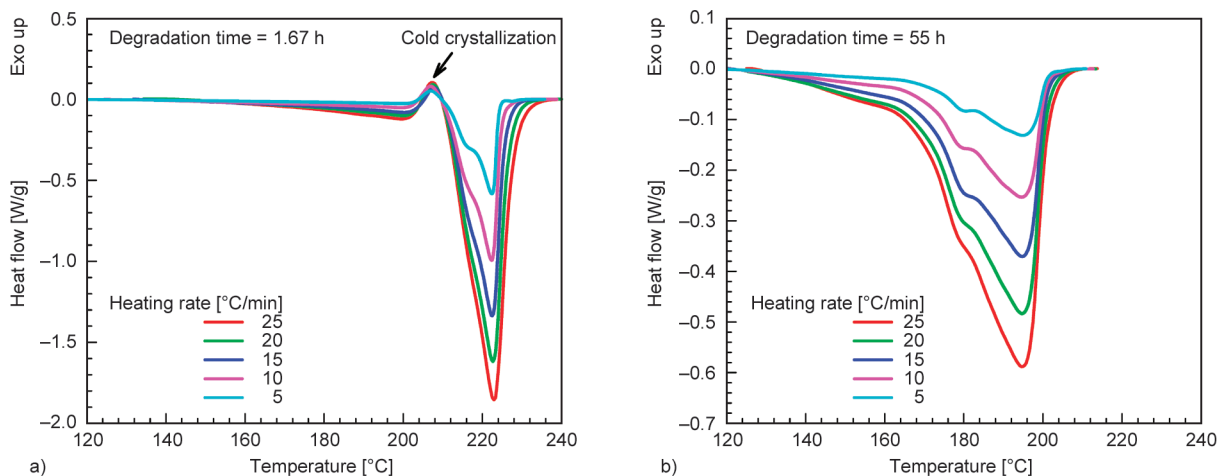 Exo up
Heat flow [W/g]
0.5
0.0
–0.5
–1.0
–1.5
–2.0
Degradation time = 1.67 h
Cold crystallization
Heating rate [°C/min]
25
20
15
10
5
120 140 160 180 200 220 240
Temperature [°C]
a)
Exo up
Heat flow [W/g]
0.1
0.0
–0.1
–0.2
–0.3
–0.4
–0.5
–0.6
–0.7
Degradation time = 55 h
Heating rate [°C/min]
25
20
15
10
5
120 140 160 180 200 220 240
Temperature [°C]
b)